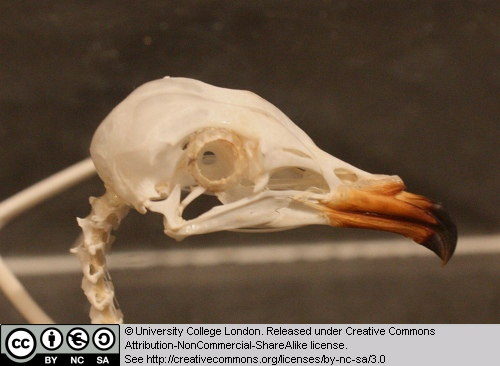 © University College London. Released under Creative Commons
Attribution-NonCommercial-ShareAlike license.
See http://creativecommons.org/licenses/by-nc-sa/3.0
cc BY NC SA